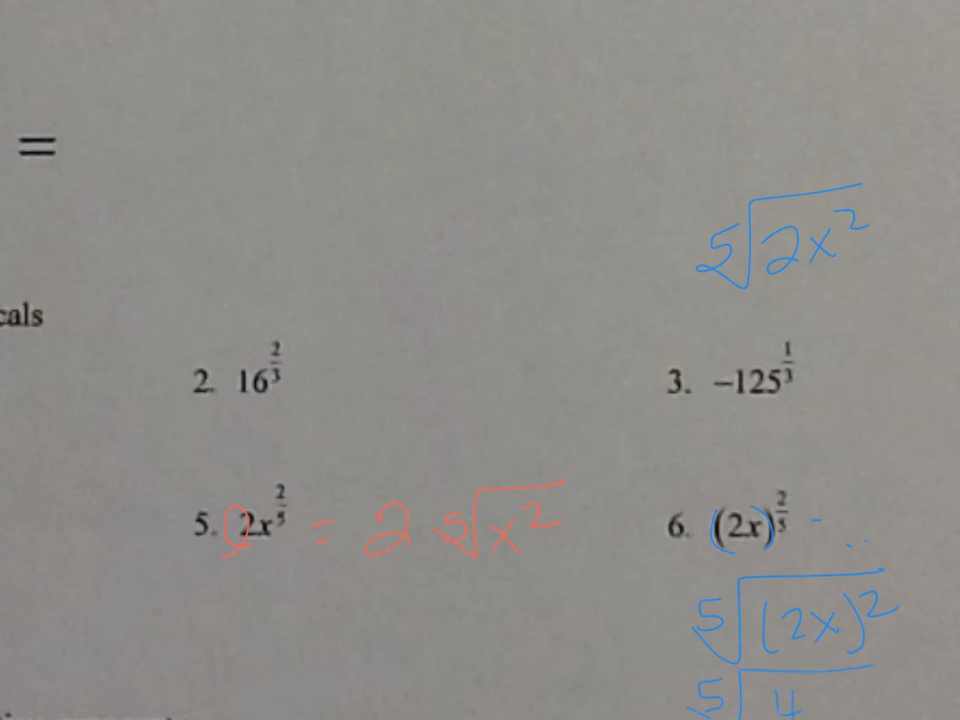 =
⁵√2x²
cals
2. 16^(2/3)
3. −125^(1/3)
5. 2x^(2/5) = 2 ⁵√x²
6. (2x)^(2/5) -
⁵√(2x)²
⁵√4